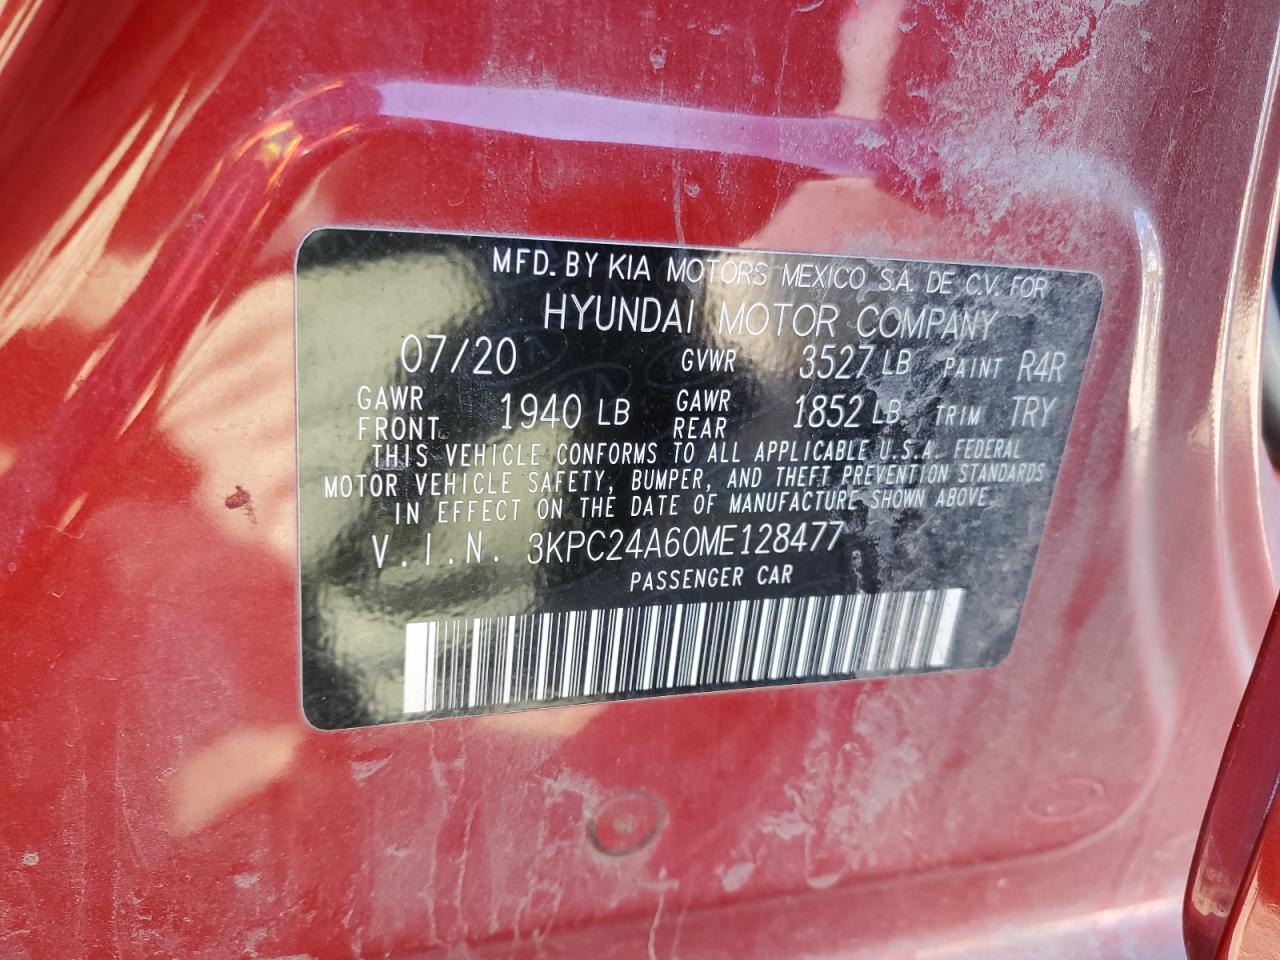 MFD. BY KIA MOTORS MEXICO S.A. DE C.V. FOR
HYUNDAI MOTOR COMPANY
07/20 GVWR 3527 LB PAINT R4R
GAWR FRONT 1940 LB GAWR REAR 1852 LB TRIM TRY
THIS VEHICLE CONFORMS TO ALL APPLICABLE U.S.A. FEDERAL
MOTOR VEHICLE SAFETY, BUMPER, AND THEFT PREVENTION STANDARDS
IN EFFECT ON THE DATE OF MANUFACTURE SHOWN ABOVE
V.I.N. 3KPC24A60ME128477
PASSENGER CAR